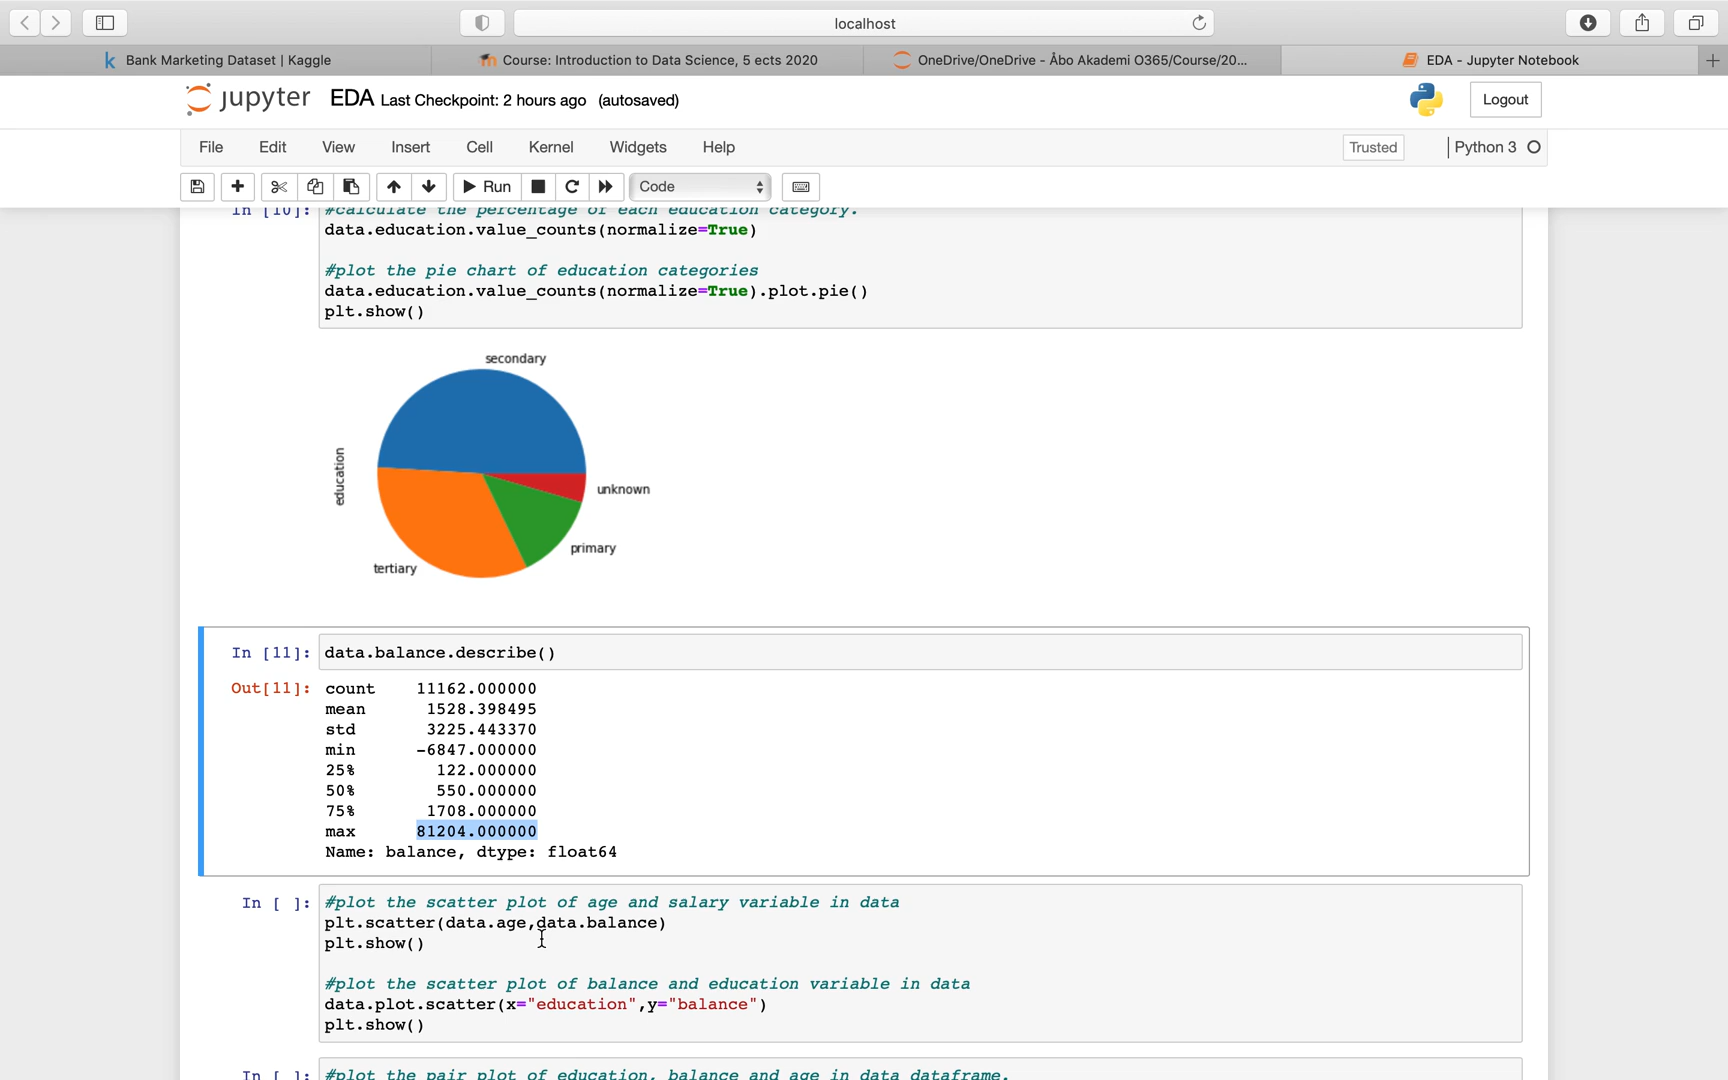 localhost
Bank Marketing Dataset | Kaggle
Course: Introduction to Data Science, 5 ects 2020
OneDrive/OneDrive - Åbo Akademi O365/Course/20...
EDA - Jupyter Notebook
jupyter EDA Last Checkpoint: 2 hours ago (autosaved)
Logout
File Edit View Insert Cell Kernel Widgets Help
Trusted
Python 3
Run
Code
In [10]: #calculate the percentage of each education category.
data.education.value_counts(normalize=True)
#plot the pie chart of education categories
data.education.value_counts(normalize=True).plot.pie()
plt.show()
secondary
education
unknown
primary
tertiary
In [11]: data.balance.describe()
Out[11]: count 11162.000000
mean 1528.398495
std 3225.443370
min -6847.000000
25% 122.000000
50% 550.000000
75% 1708.000000
max 81204.000000
Name: balance, dtype: float64
In [ ]: #plot the scatter plot of age and salary variable in data
plt.scatter(data.age,data.balance)
plt.show()
#plot the scatter plot of balance and education variable in data
data.plot.scatter(x="education",y="balance")
plt.show()
In [ ]: #plot the pair plot of education, balance and age in data dataframe.